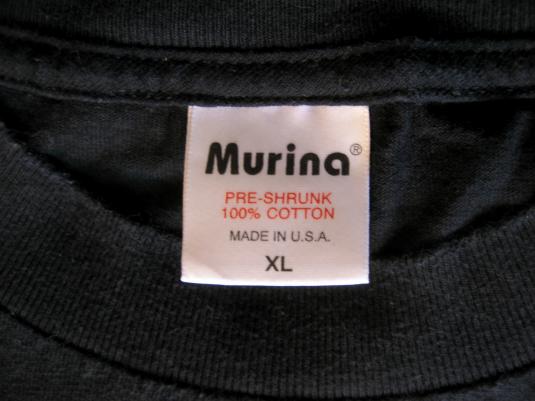 Murina®
PRE-SHRUNK
100% COTTON
MADE IN U.S.A.
XL